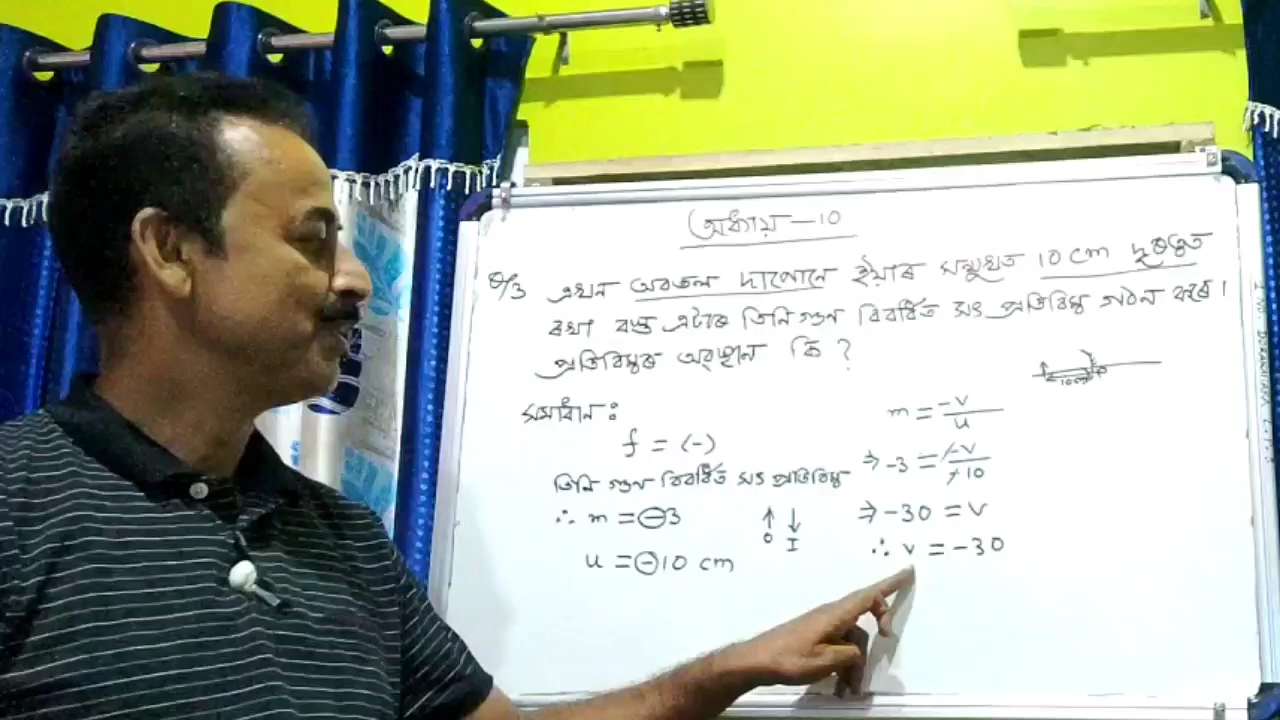 অধ্যায় —10
প্ৰ/3 এখন অৱতল দাপোনে ইয়াৰ সন্মুখত 10 cm দূৰত্বত
ৰখা বস্তু এটাৰ তিনি গুণ বিবৰ্ধিত সৎ প্ৰতিবিম্ব গঠন কৰে।
প্ৰতিবিম্বৰ অৱস্থান কি ?
সমাধান :
f = (-)
তিনি গুণ বিবৰ্ধিত সৎ প্ৰতিবিম্ব
∴ m = -3
u = -10 cm
↑ ↓
O I
m = -v/u
⇒ -3 = -v/-10
⇒ -30 = v
∴ v = -30